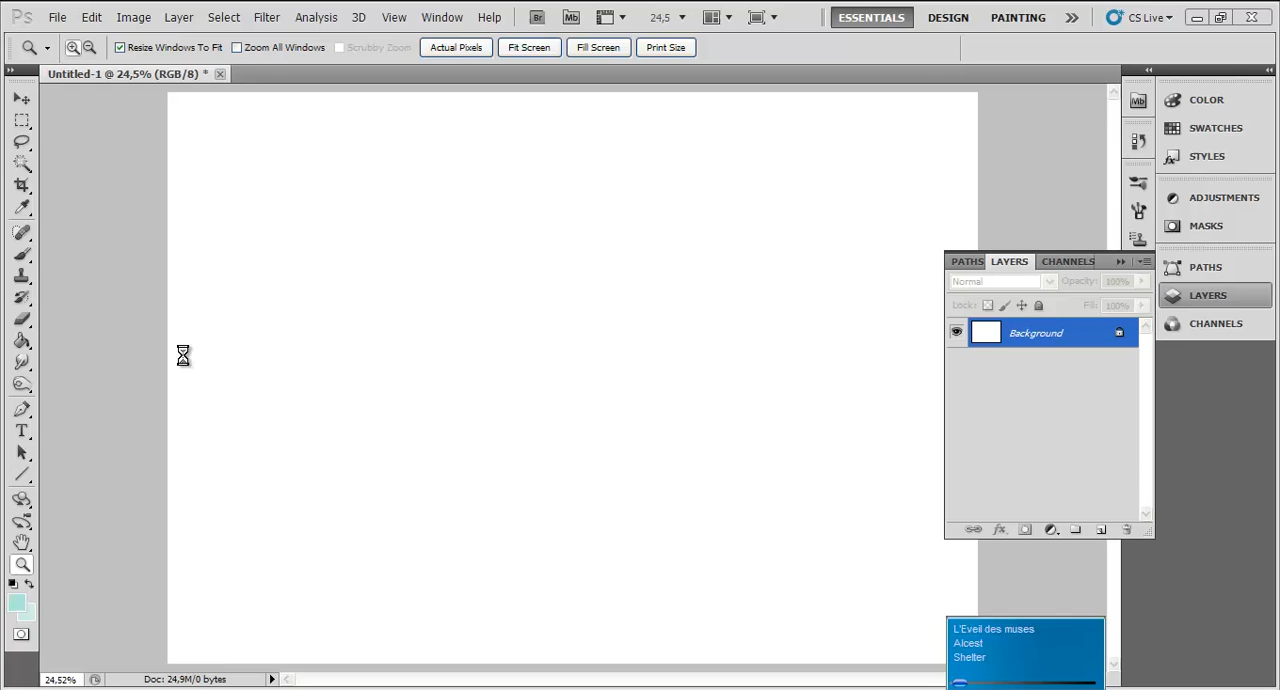 Ps File Edit Image Layer Select Filter Analysis 3D View Window Help Br Mb 24,5 ESSENTIALS DESIGN PAINTING CS Live
Resize Windows To Fit Zoom All Windows Scrubby Zoom Actual Pixels Fit Screen Fill Screen Print Size
Untitled-1 @ 24,5% (RGB/8) *
Mb COLOR
SWATCHES
STYLES
ADJUSTMENTS
MASKS
PATHS
LAYERS
CHANNELS
PATHS LAYERS CHANNELS
Normal Opacity: 100%
Lock: Fill: 100%
Background
fx
T
L'Eveil des muses
Alcest
Shelter
24,52% Doc: 24,9M/0 bytes